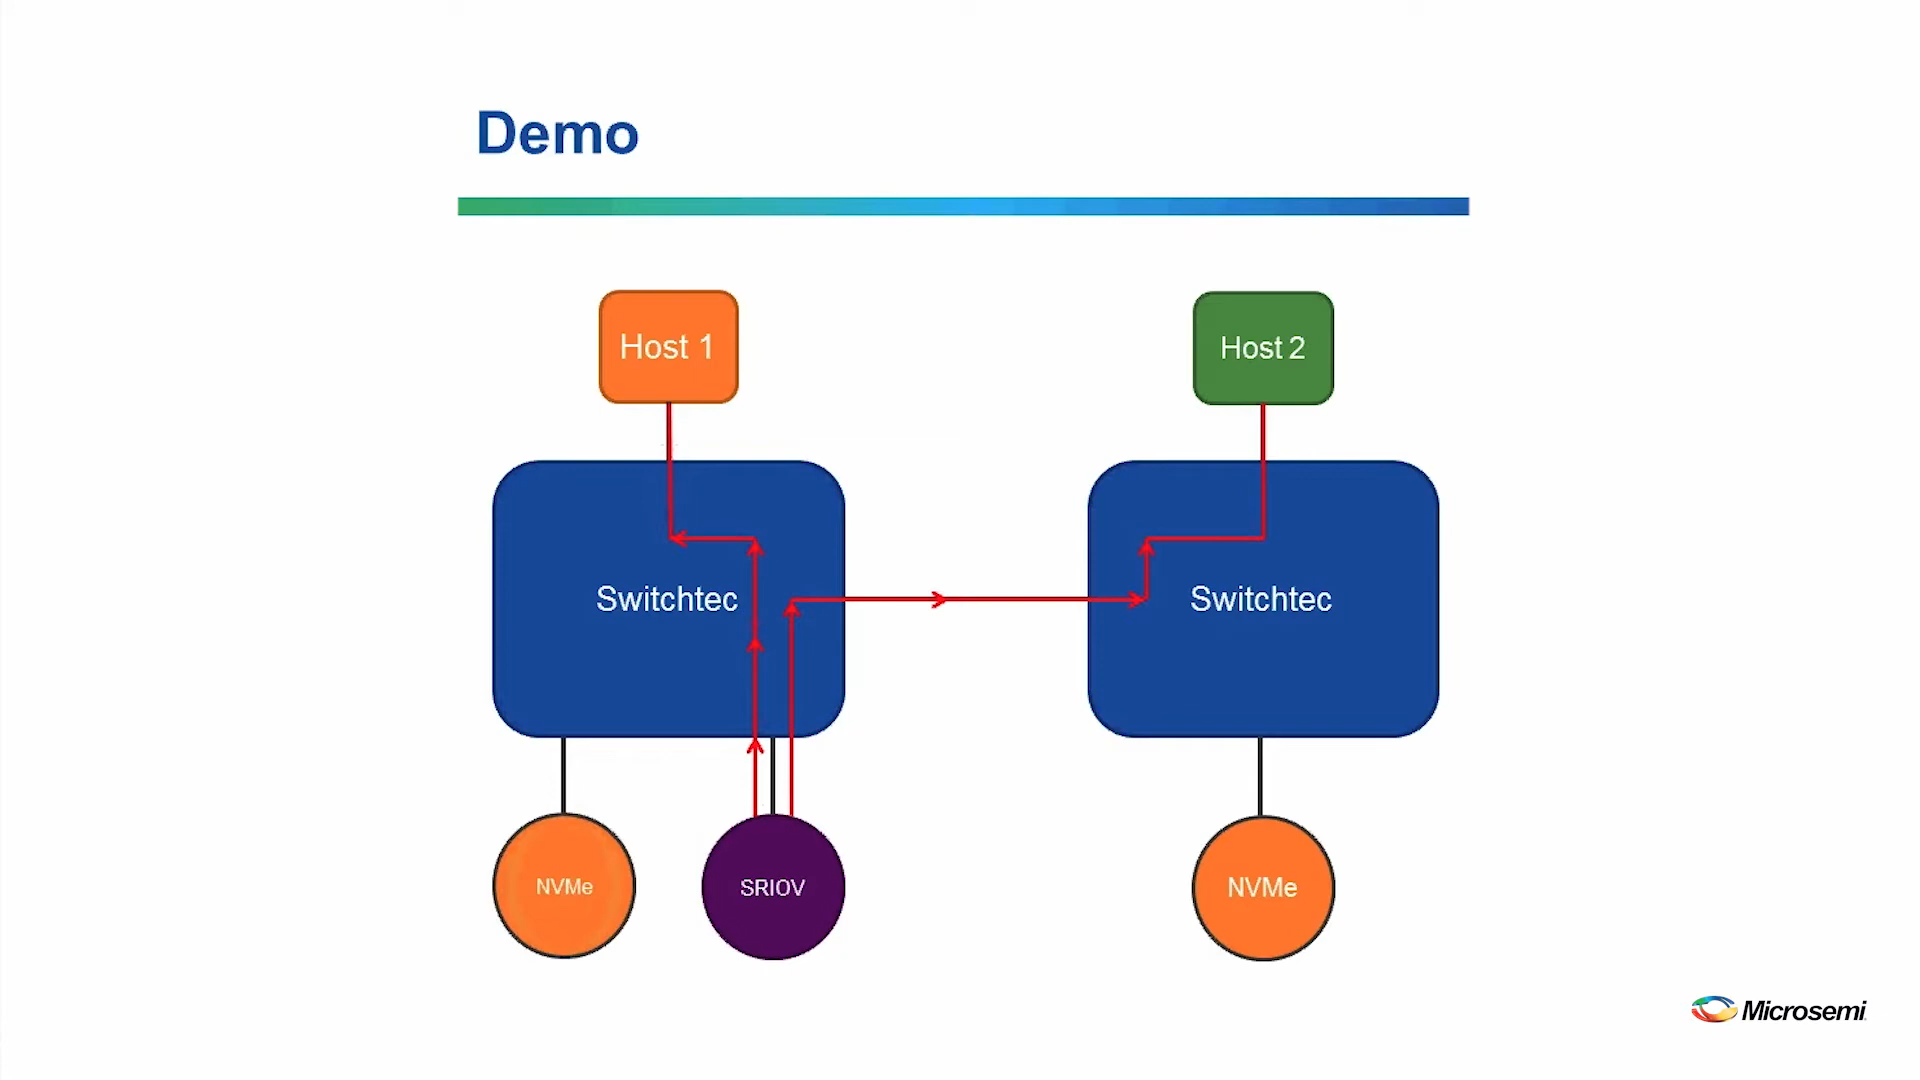 Demo
Host 1
Host 2
Switchtec
Switchtec
NVMe
SRIOV
NVMe
Microsemi